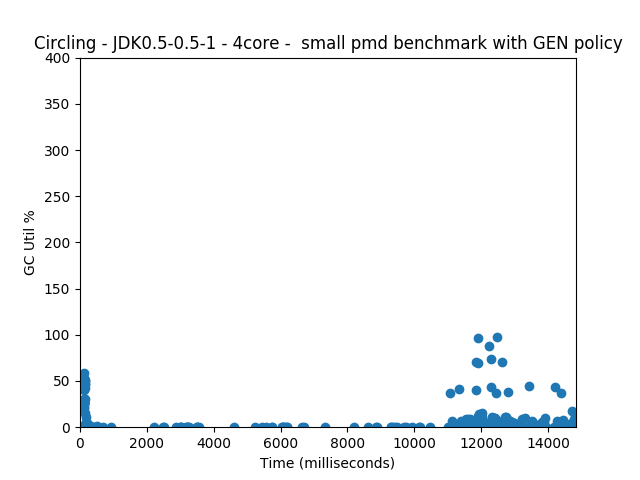 Circling - JDK0.5-0.5-1 - 4core -  small pmd benchmark with GEN policy
400
350
300
250
200
150
100
50
0
GC Util %
0 2000 4000 6000 8000 10000 12000 14000
Time (milliseconds)